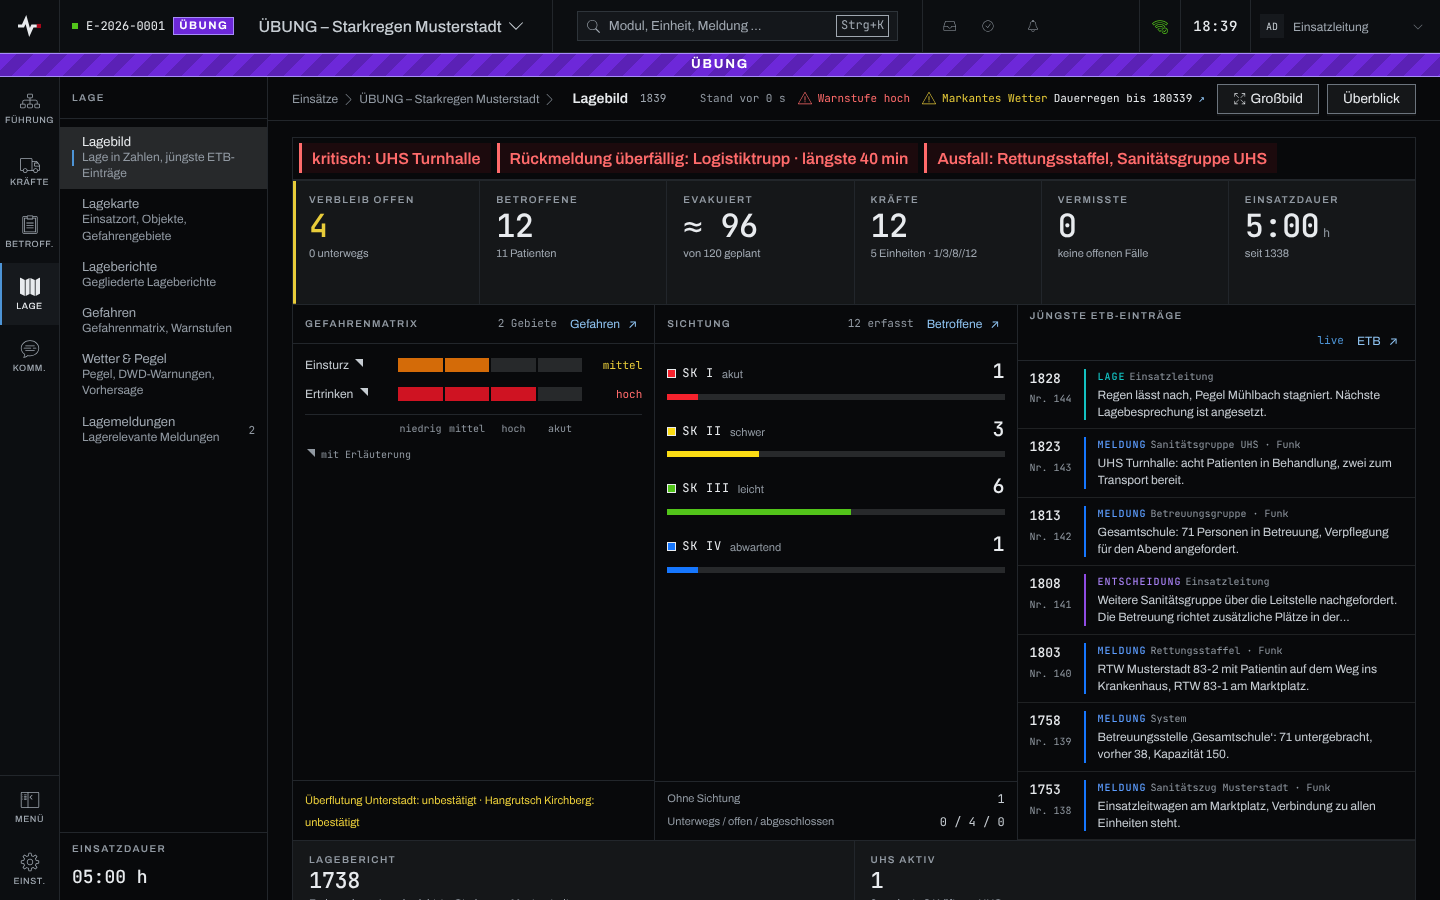 E-2026-0001 ÜBUNG ÜBUNG – Starkregen Musterstadt
Modul, Einheit, Meldung ... Strg+K
18:39 AD Einsatzleitung
ÜBUNG
FÜHRUNG
KRÄFTE
BETROFF.
LAGE
KOMM.
MENÜ
EINST.
LAGE
Lagebild
Lage in Zahlen, jüngste ETB-
Einträge
Lagekarte
Einsatzort, Objekte,
Gefahrengebiete
Lageberichte
Gegliederte Lageberichte
Gefahren
Gefahrenmatrix, Warnstufen
Wetter & Pegel
Pegel, DWD-Warnungen,
Vorhersage
Lagemeldungen
Lagerelevante Meldungen 2
EINSATZDAUER
05:00 h
Einsätze ÜBUNG – Starkregen Musterstadt Lagebild 1839
Stand vor 0 s Warnstufe hoch Markantes Wetter Dauerregen bis 180339 ↗
Großbild Überblick
kritisch: UHS Turnhalle
Rückmeldung überfällig: Logistiktrupp · längste 40 min
Ausfall: Rettungsstaffel, Sanitätsgruppe UHS
VERBLEIB OFFEN
4
0 unterwegs
BETROFFENE
12
11 Patienten
EVAKUIERT
≈ 96
von 120 geplant
KRÄFTE
12
5 Einheiten · 1/3/8//12
VERMISSTE
0
keine offenen Fälle
EINSATZDAUER
5:00 h
seit 1338
GEFAHRENMATRIX 2 Gebiete Gefahren ↗
Einsturz mittel
Ertrinken hoch
niedrig mittel hoch akut
mit Erläuterung
Überflutung Unterstadt: unbestätigt · Hangrutsch Kirchberg:
unbestätigt
SICHTUNG 12 erfasst Betroffene ↗
SK I akut 1
SK II schwer 3
SK III leicht 6
SK IV abwartend 1
Ohne Sichtung 1
Unterwegs / offen / abgeschlossen 0 / 4 / 0
JÜNGSTE ETB-EINTRÄGE
live ETB ↗
1828 LAGE Einsatzleitung
Nr. 144 Regen lässt nach, Pegel Mühlbach stagniert. Nächste
Lagebesprechung ist angesetzt.
1823 MELDUNG Sanitätsgruppe UHS · Funk
Nr. 143 UHS Turnhalle: acht Patienten in Behandlung, zwei zum
Transport bereit.
1813 MELDUNG Betreuungsgruppe · Funk
Nr. 142 Gesamtschule: 71 Personen in Betreuung, Verpflegung
für den Abend angefordert.
1808 ENTSCHEIDUNG Einsatzleitung
Nr. 141 Weitere Sanitätsgruppe über die Leitstelle nachgefordert.
Die Betreuung richtet zusätzliche Plätze in der...
1803 MELDUNG Rettungsstaffel · Funk
Nr. 140 RTW Musterstadt 83-2 mit Patientin auf dem Weg ins
Krankenhaus, RTW 83-1 am Marktplatz.
1758 MELDUNG System
Nr. 139 Betreuungsstelle ‚Gesamtschule‘: 71 untergebracht,
vorher 38, Kapazität 150.
1753 MELDUNG Sanitätszug Musterstadt · Funk
Nr. 138 Einsatzleitwagen am Marktplatz, Verbindung zu allen
Einheiten steht.
LAGEBERICHT
1738
UHS AKTIV
1